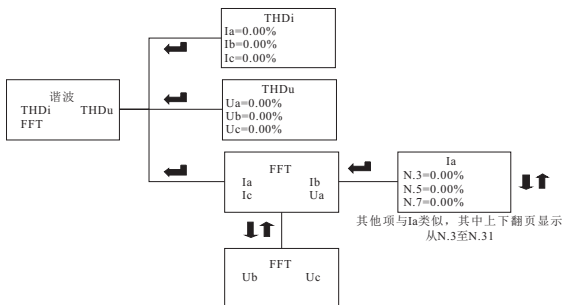 THDi
Ia=0.00%
Ib=0.00%
Ic=0.00%
谐波
THDi THDu
FFT
THDu
Ua=0.00%
Ub=0.00%
Uc=0.00%
FFT
Ia Ib
Ic Ua
Ia
N.3=0.00%
N.5=0.00%
N.7=0.00%
其他项与Ia类似，其中上下翻页显示
从N.3至N.31
FFT
Ub Uc